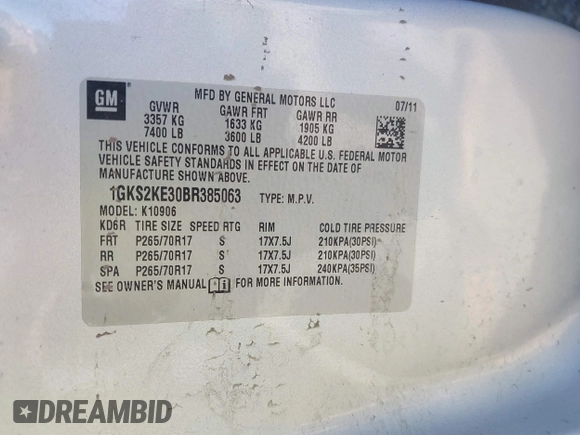 GM
MFD BY GENERAL MOTORS LLC 07/11
GVWR GAWR FRT GAWR RR
3357 KG 1633 KG 1905 KG
7400 LB 3600 LB 4200 LB
THIS VEHICLE CONFORMS TO ALL APPLICABLE U.S. FEDERAL MOTOR
VEHICLE SAFETY STANDARDS IN EFFECT ON THE DATE OF
MANUFACTURE SHOWN ABOVE.
1GKS2KE30BR385063 TYPE: M.P.V.
MODEL: K10906
KD6R TIRE SIZE SPEED RTG RIM COLD TIRE PRESSURE
FRT P265/70R17 S 17X7.5J 210KPA(30PSI)
RR P265/70R17 S 17X7.5J 210KPA(30PSI)
SPA P265/70R17 S 17X7.5J 240KPA(35PSI)
SEE OWNER'S MANUAL FOR MORE INFORMATION.
DREAMBID